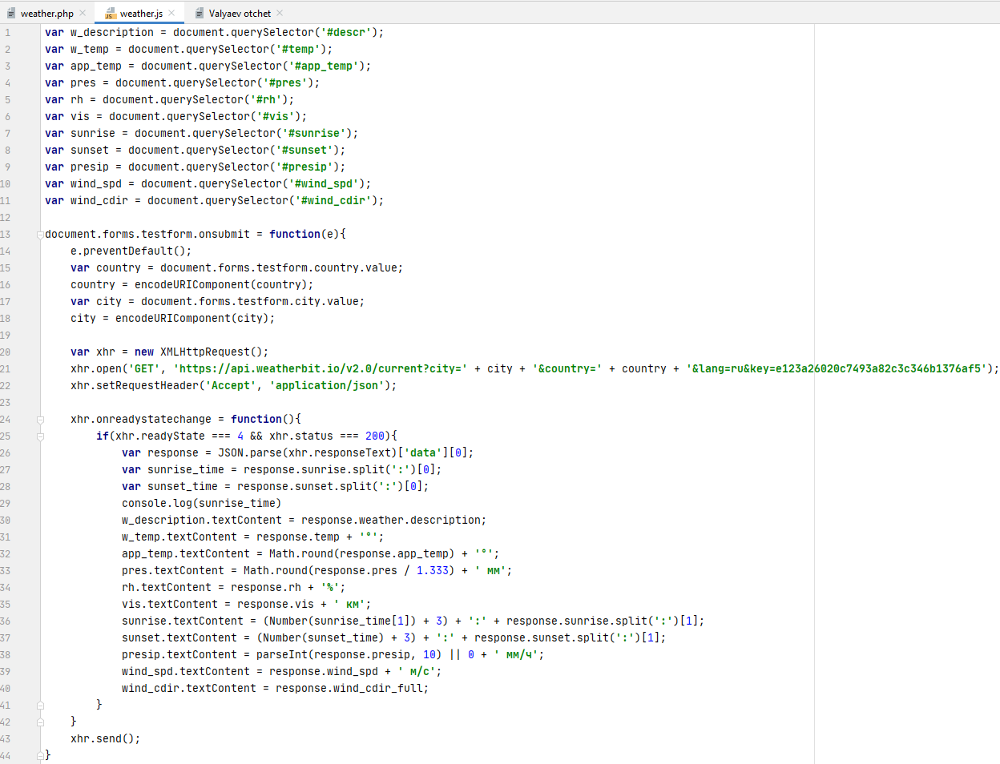 weather.php
weather.js
Valyaev otchet
1 var w_description = document.querySelector('#descr');
2 var w_temp = document.querySelector('#temp');
3 var app_temp = document.querySelector('#app_temp');
4 var pres = document.querySelector('#pres');
5 var rh = document.querySelector('#rh');
6 var vis = document.querySelector('#vis');
7 var sunrise = document.querySelector('#sunrise');
8 var sunset = document.querySelector('#sunset');
9 var presip = document.querySelector('#presip');
10 var wind_spd = document.querySelector('#wind_spd');
11 var wind_cdir = document.querySelector('#wind_cdir');
12
13 document.forms.testform.onsubmit = function(e){
14 e.preventDefault();
15 var country = document.forms.testform.country.value;
16 country = encodeURIComponent(country);
17 var city = document.forms.testform.city.value;
18 city = encodeURIComponent(city);
19
20 var xhr = new XMLHttpRequest();
21 xhr.open('GET', 'https://api.weatherbit.io/v2.0/current?city=' + city + '&country=' + country + '&lang=ru&key=e123a26020c7493a82c3c346b1376af5');
22 xhr.setRequestHeader('Accept', 'application/json');
23
24 xhr.onreadystatechange = function(){
25 if(xhr.readyState === 4 && xhr.status === 200){
26 var response = JSON.parse(xhr.responseText)['data'][0];
27 var sunrise_time = response.sunrise.split(':')[0];
28 var sunset_time = response.sunset.split(':')[0];
29 console.log(sunrise_time)
30 w_description.textContent = response.weather.description;
31 w_temp.textContent = response.temp + '°';
32 app_temp.textContent = Math.round(response.app_temp) + '°';
33 pres.textContent = Math.round(response.pres / 1.333) + ' мм';
34 rh.textContent = response.rh + '%';
35 vis.textContent = response.vis + ' км';
36 sunrise.textContent = (Number(sunrise_time[1]) + 3) + ':' + response.sunrise.split(':')[1];
37 sunset.textContent = (Number(sunset_time) + 3) + ':' + response.sunset.split(':')[1];
38 presip.textContent = parseInt(response.presip, 10) || 0 + ' мм/ч';
39 wind_spd.textContent = response.wind_spd + ' м/с';
40 wind_cdir.textContent = response.wind_cdir_full;
41 }
42 }
43 xhr.send();
44 }